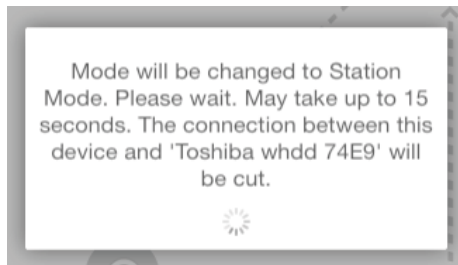 Mode will be changed to Station
Mode. Please wait. May take up to 15
seconds. The connection between this
device and 'Toshiba whdd 74E9' will
be cut.